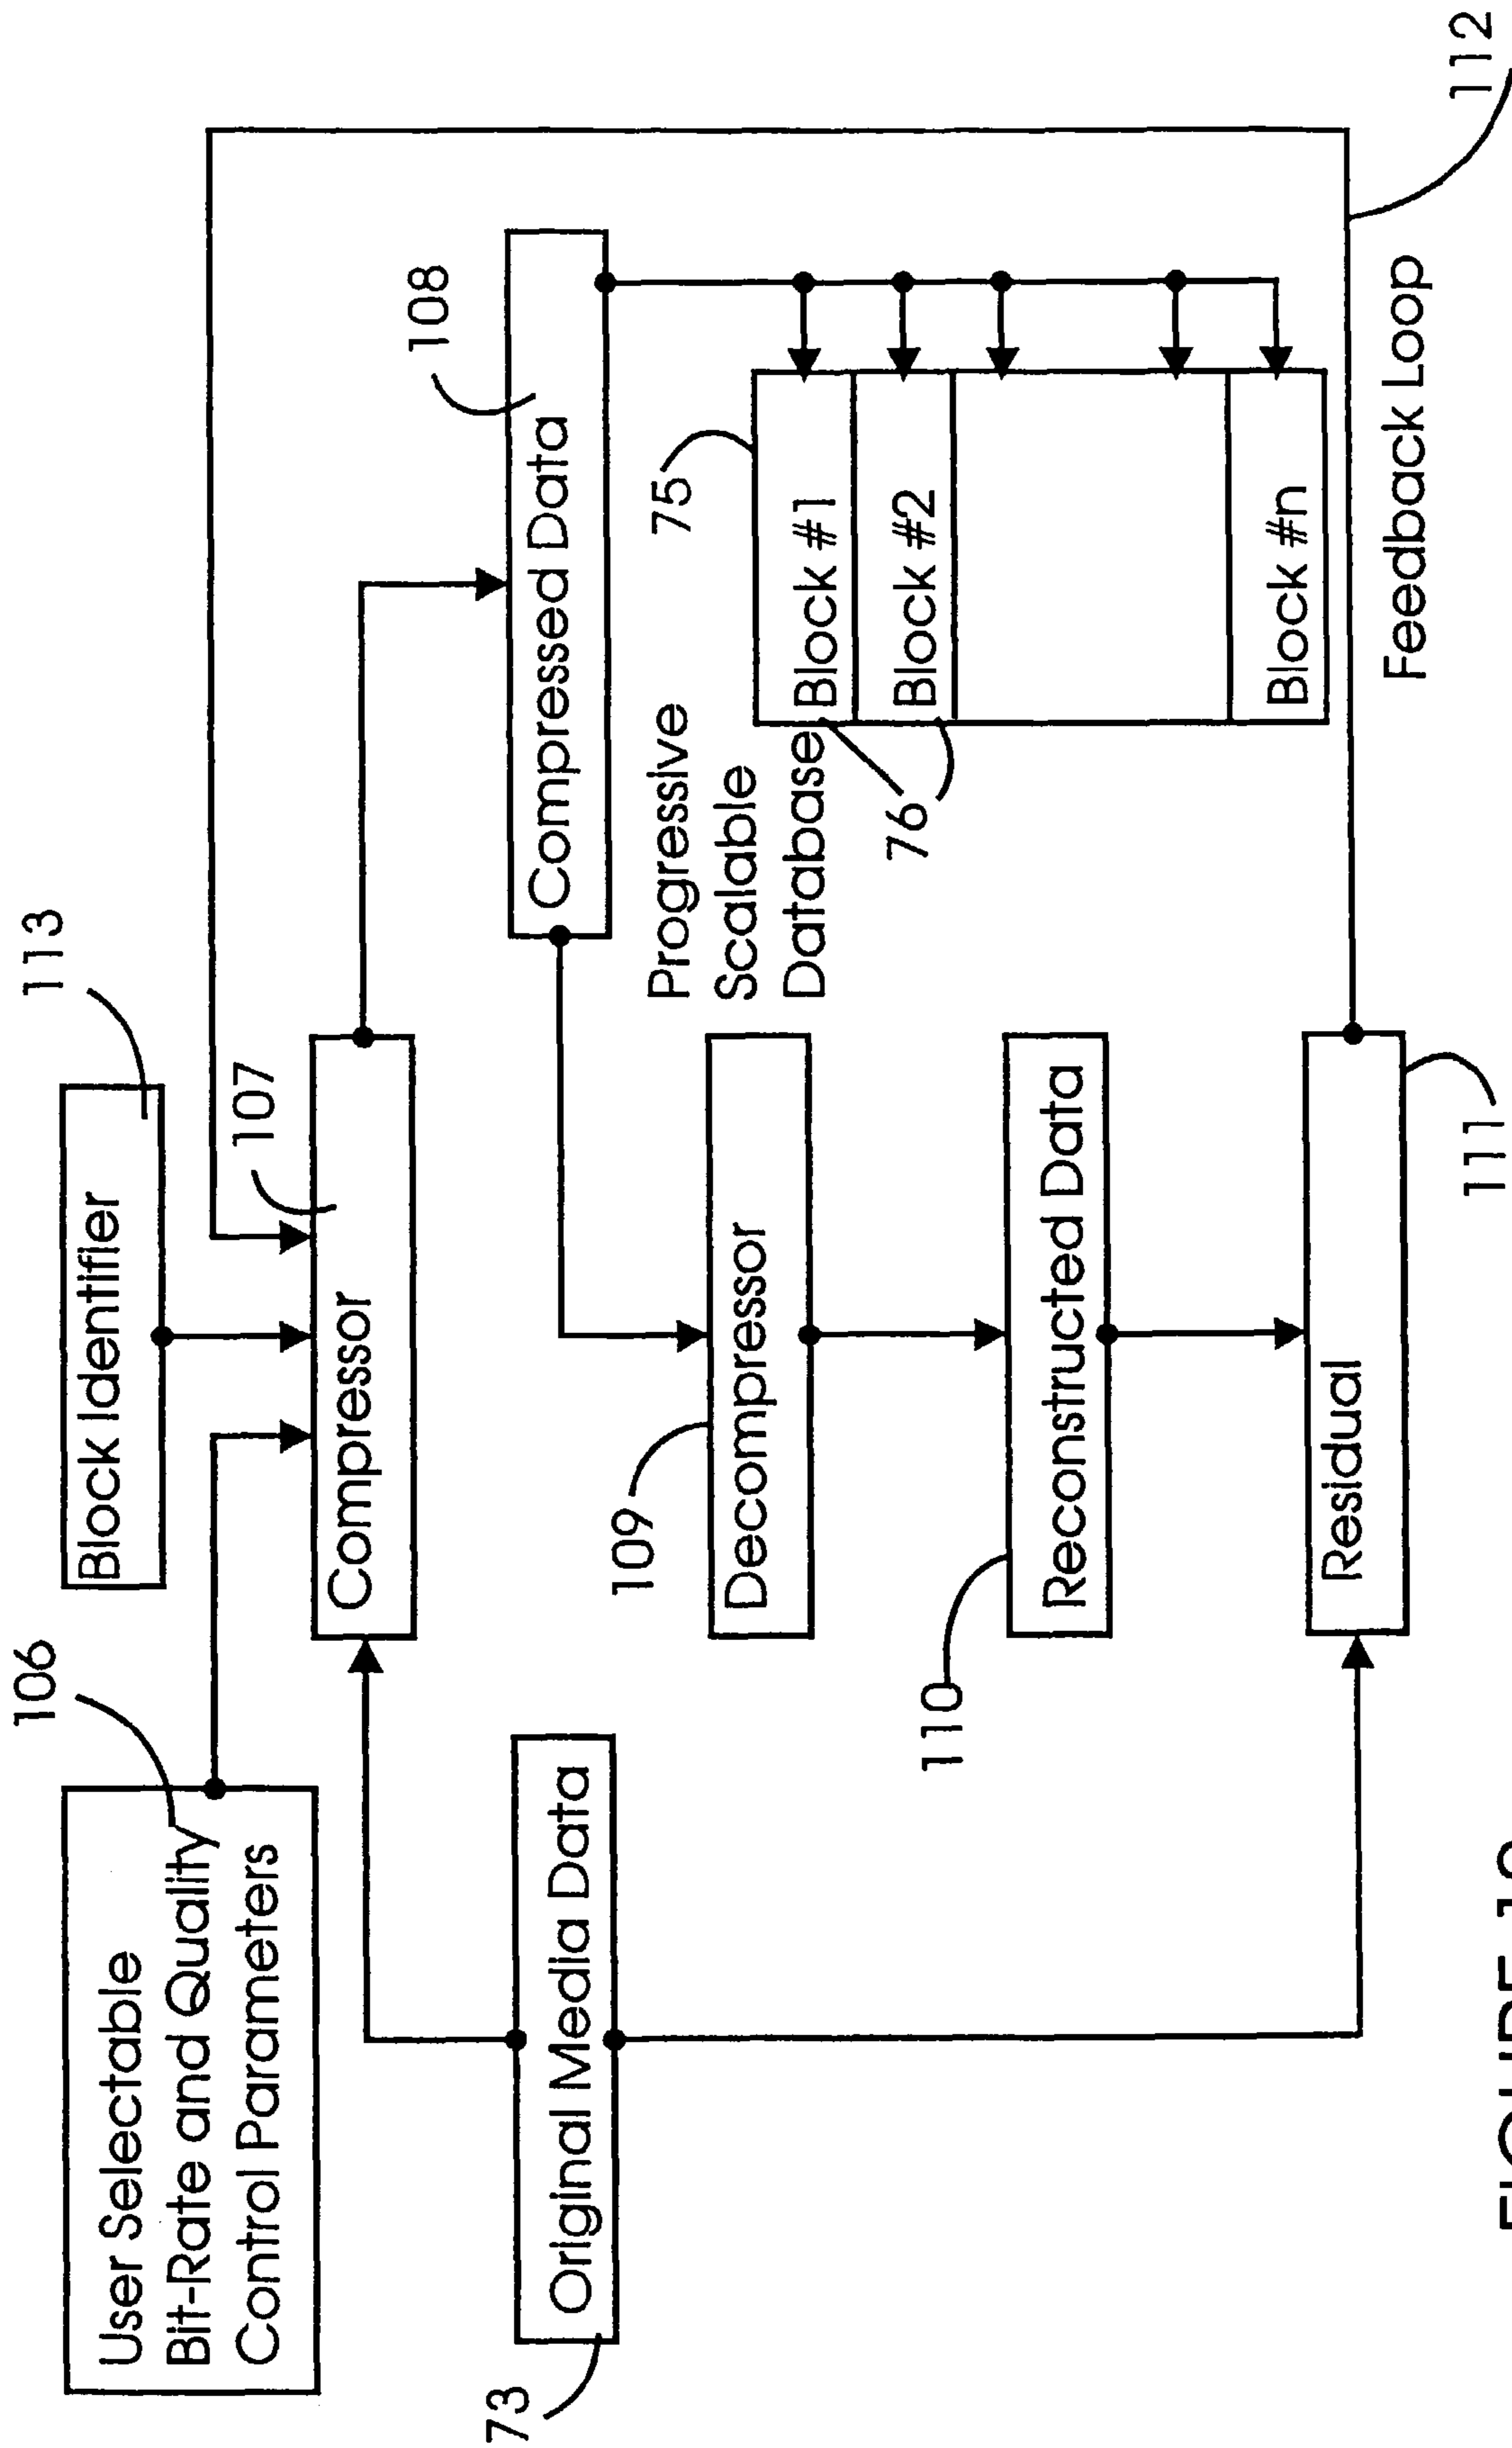 106
User Selectable
Bit-Rate and Quality
Control Parameters
113
Block Identifier
107
Compressor
108
Compressed Data
73
Original Media Data
109
Decompressor
Progressive
Scalable
Database
75
76
Block #1
Block #2
Block #n
110
Reconstructed Data
Residual
111
Feedback Loop
112